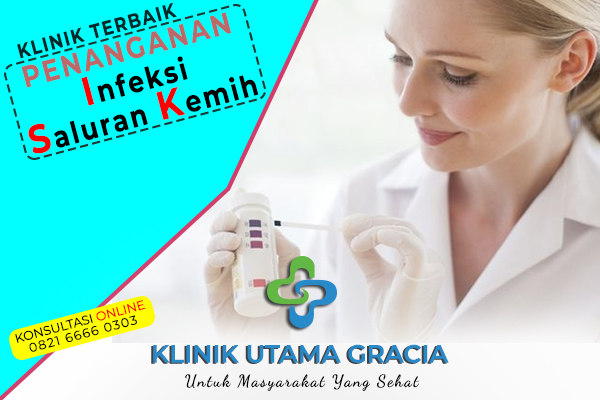 KLINIK TERBAIK
PENANGANAN
Infeksi
Saluran Kemih
KONSULTASI ONLINE
0821 6666 0303
KLINIK UTAMA GRACIA
Untuk Masyarakat Yang Sehat